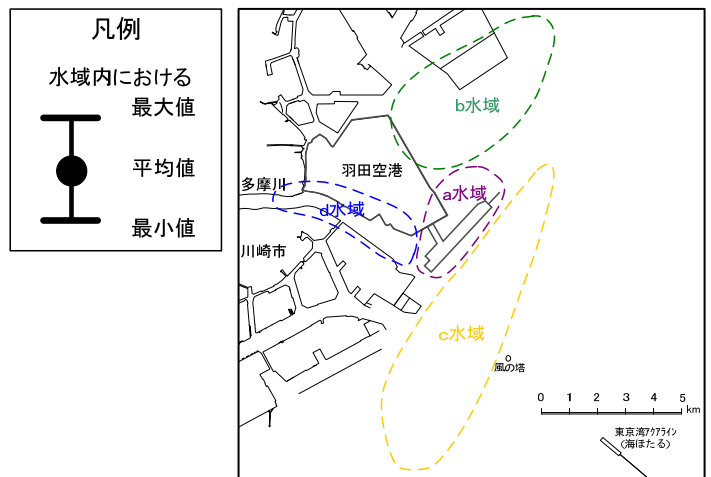 凡例
水域内における
最大値
平均値
最小値
b水域
羽田空港
a水域
多摩川
d水域
川崎市
c水域
風の塔
0 1 2 3 4 5
km
東京湾ｱｸｱﾗｲﾝ
(海ほたる)